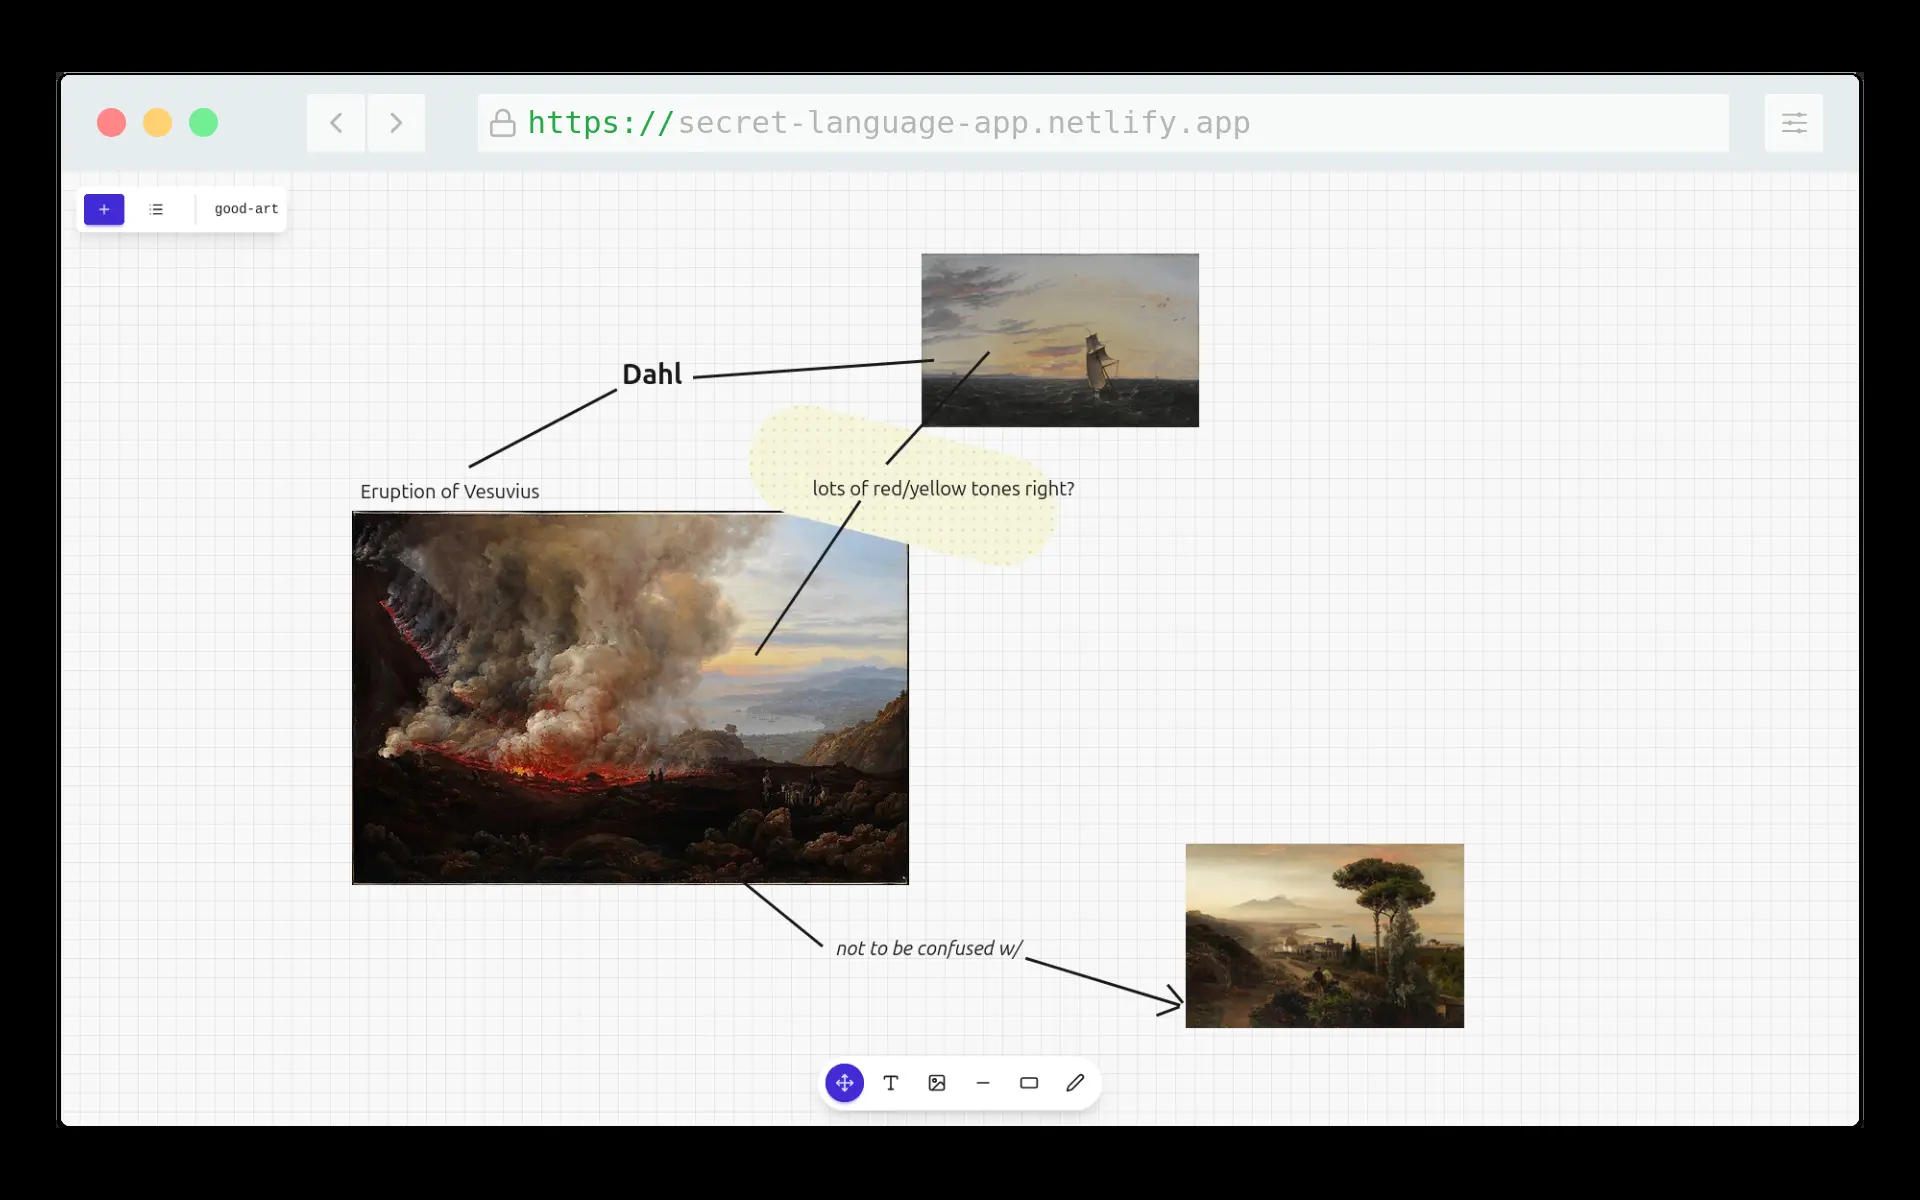 https://secret-language-app.netlify.app
good-art
Dahl
Eruption of Vesuvius
lots of red/yellow tones right?
not to be confused w/